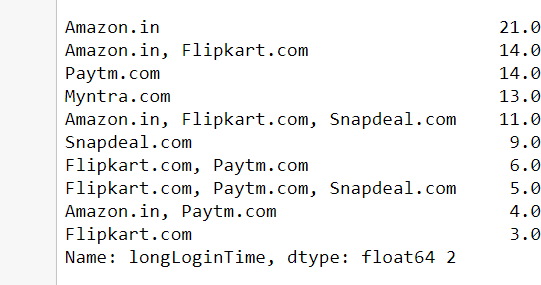 Amazon.in 21.0
Amazon.in, Flipkart.com 14.0
Paytm.com 14.0
Myntra.com 13.0
Amazon.in, Flipkart.com, Snapdeal.com 11.0
Snapdeal.com 9.0
Flipkart.com, Paytm.com 6.0
Flipkart.com, Paytm.com, Snapdeal.com 5.0
Amazon.in, Paytm.com 4.0
Flipkart.com 3.0
Name: longLoginTime, dtype: float64 2